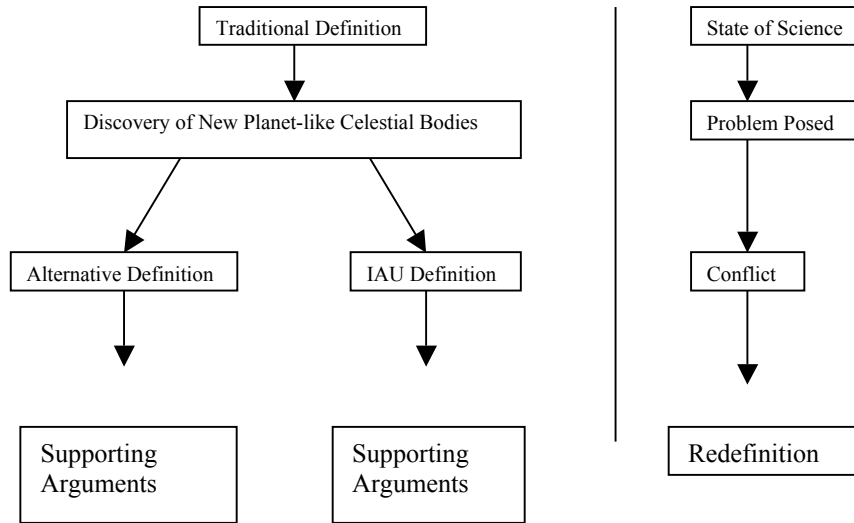 Traditional Definition
Discovery of New Planet-like Celestial Bodies
Alternative Definition
IAU Definition
Supporting
Arguments
Supporting
Arguments
State of Science
Problem Posed
Conflict
Redefinition